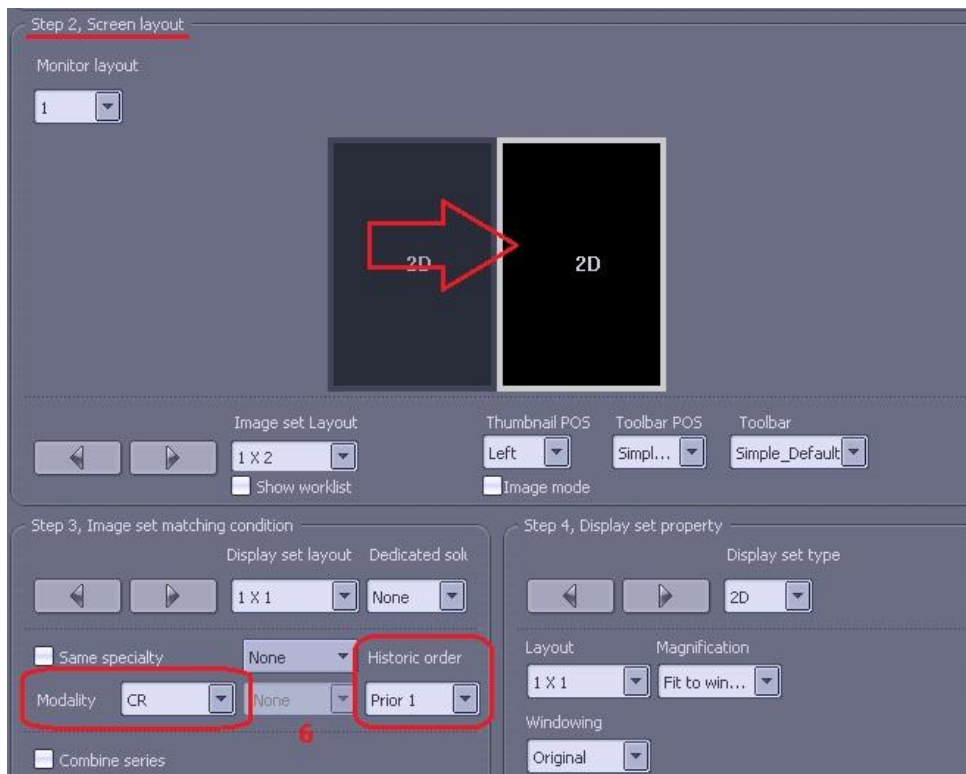 Step 2, Screen layout
Monitor layout
1
2D
2D
Image set Layout
Thumbnail POS
Toolbar POS
Toolbar
1 X 2
Left
Simpl...
Simple_Default
Show worklist
Image mode
Step 3, Image set matching condition
Step 4, Display set property
Display set layout
Dedicated solu
Display set type
1 X 1
None
2D
Same specialty
None
Historic order
Layout
Magnification
Modality
CR
None
Prior 1
1 X 1
Fit to win...
6
Windowing
Combine series
Original